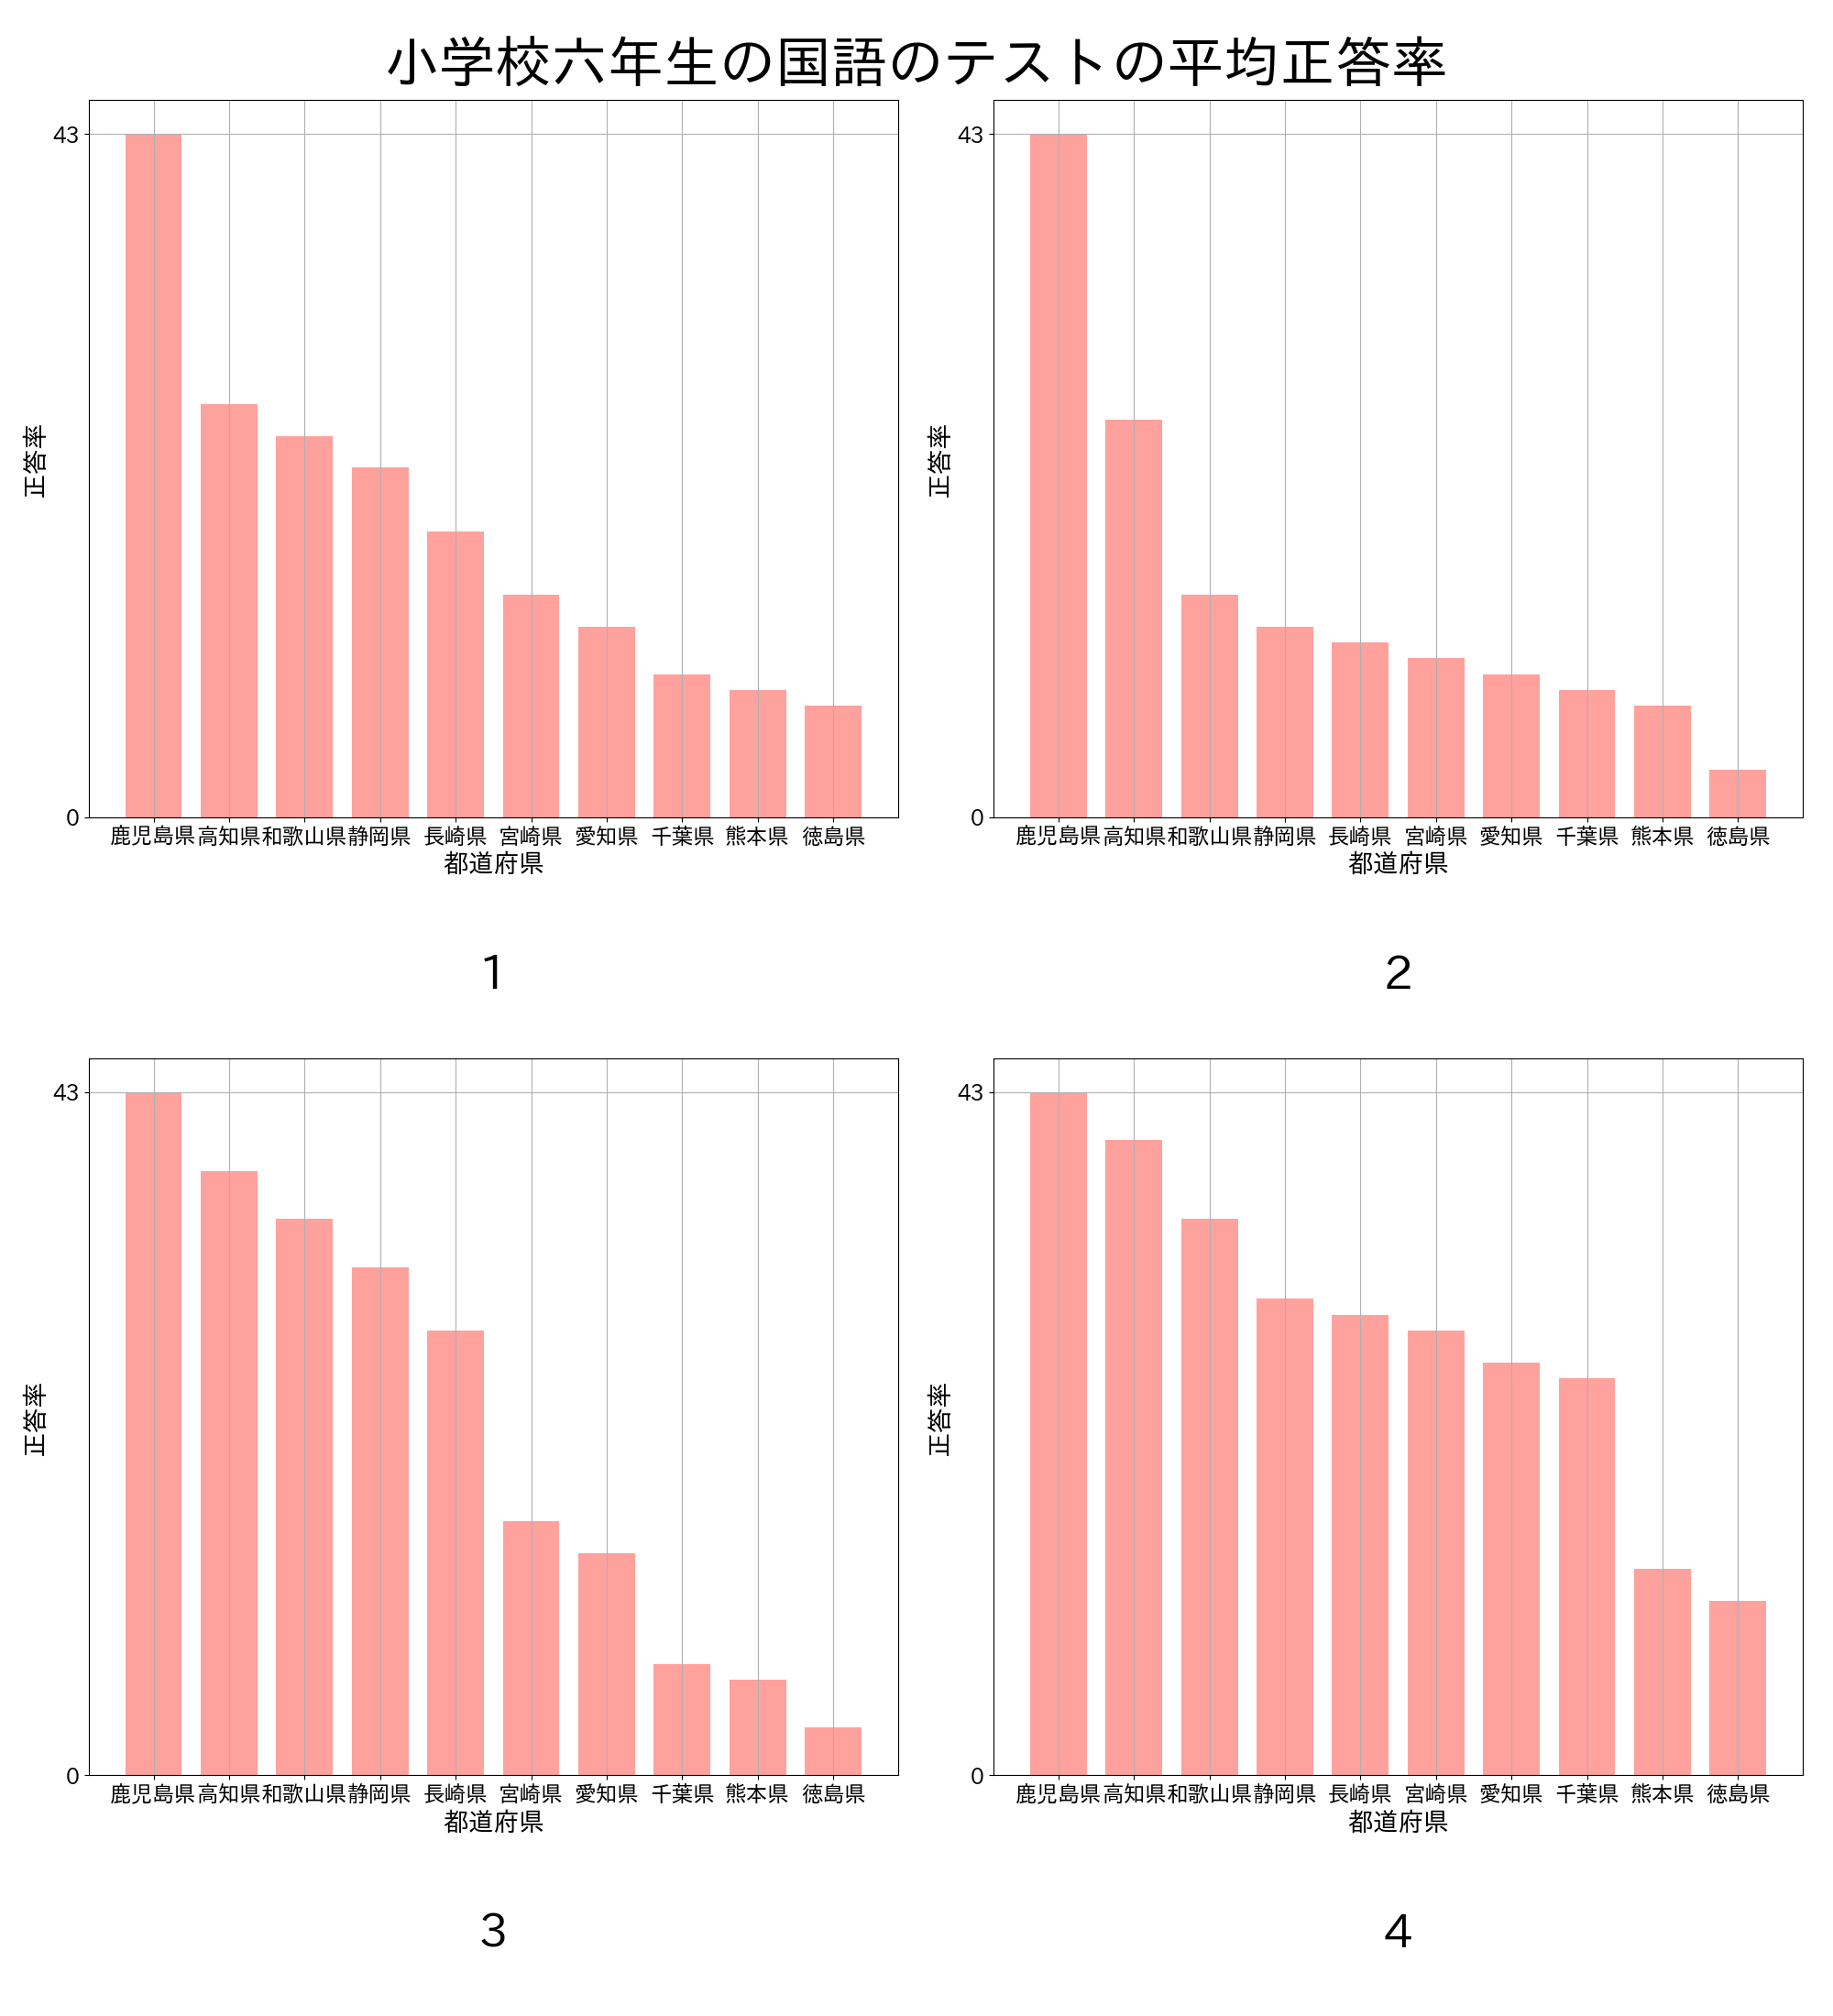 小学校六年生の国語のテストの平均正答率
43
正答率
0
鹿児島県 高知県 和歌山県 静岡県 長崎県 宮崎県 愛知県 千葉県 熊本県 徳島県
都道府県
1
43
正答率
0
鹿児島県 高知県 和歌山県 静岡県 長崎県 宮崎県 愛知県 千葉県 熊本県 徳島県
都道府県
2
43
正答率
0
鹿児島県 高知県 和歌山県 静岡県 長崎県 宮崎県 愛知県 千葉県 熊本県 徳島県
都道府県
3
43
正答率
0
鹿児島県 高知県 和歌山県 静岡県 長崎県 宮崎県 愛知県 千葉県 熊本県 徳島県
都道府県
4